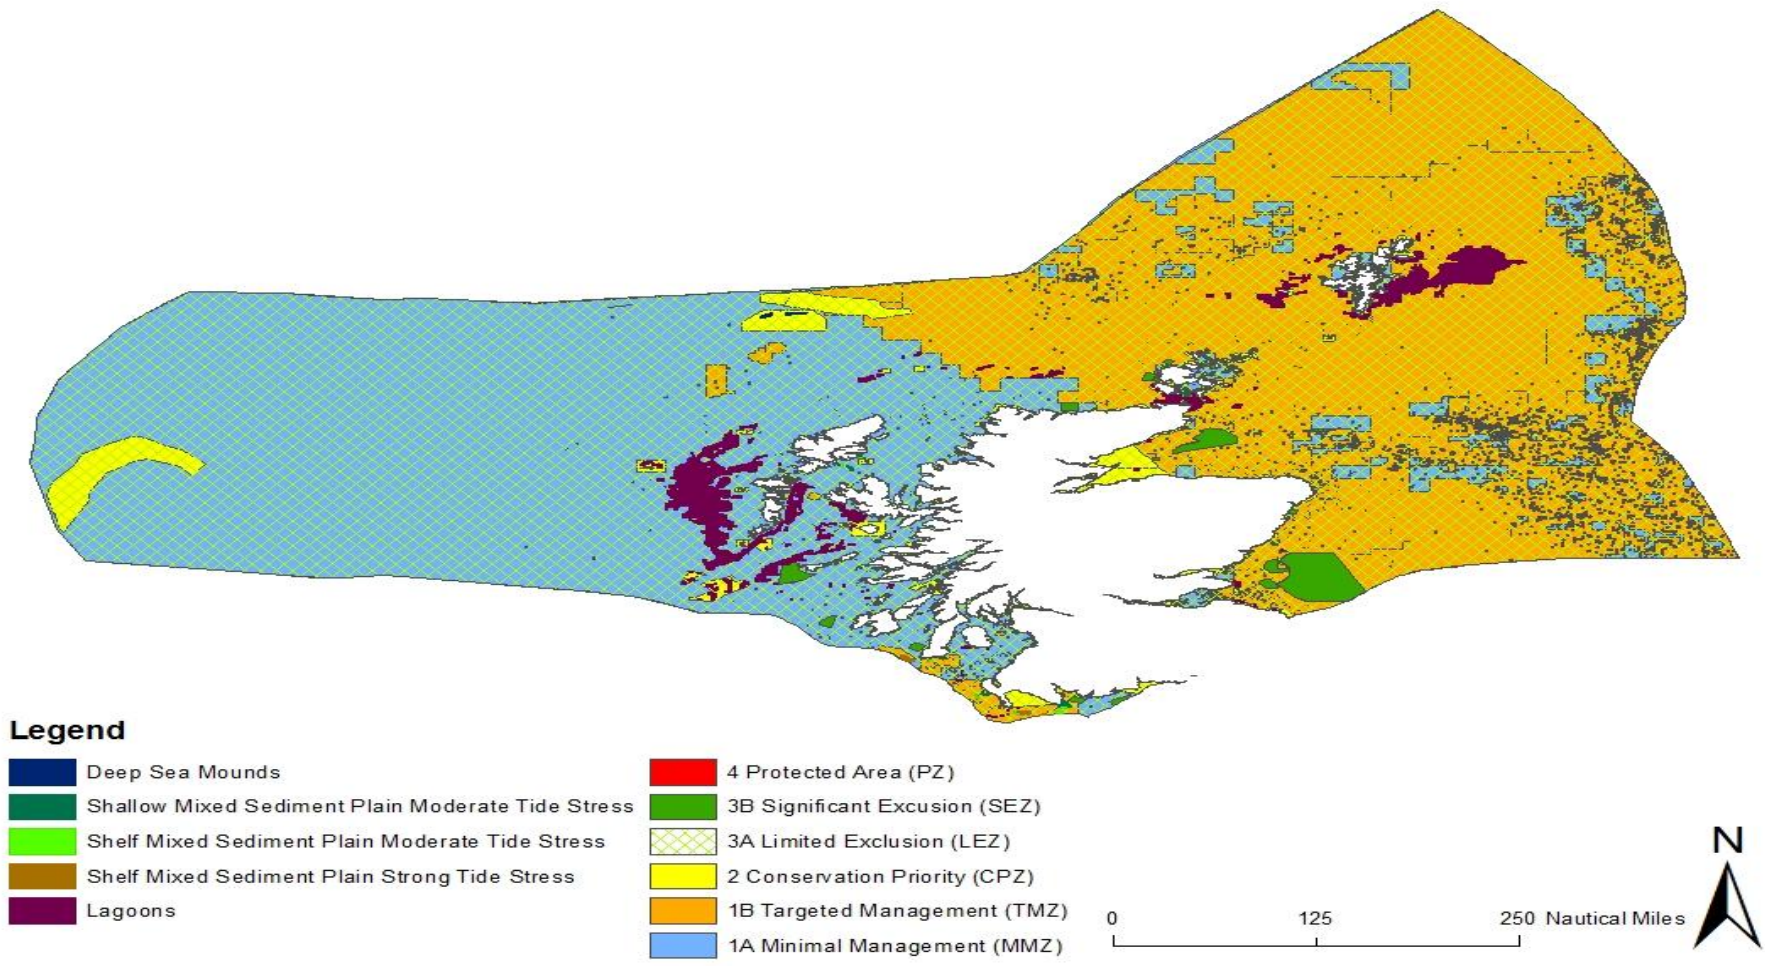 Legend
Deep Sea Mounds
Shallow Mixed Sediment Plain Moderate Tide Stress
Shelf Mixed Sediment Plain Moderate Tide Stress
Shelf Mixed Sediment Plain Strong Tide Stress
Lagoons
4 Protected Area (PZ)
3B Significant Excusion (SEZ)
3A Limited Exclusion (LEZ)
2 Conservation Priority (CPZ)
1B Targeted Management (TMZ)
1A Minimal Management (MMZ)
0 125 250 Nautical Miles
N